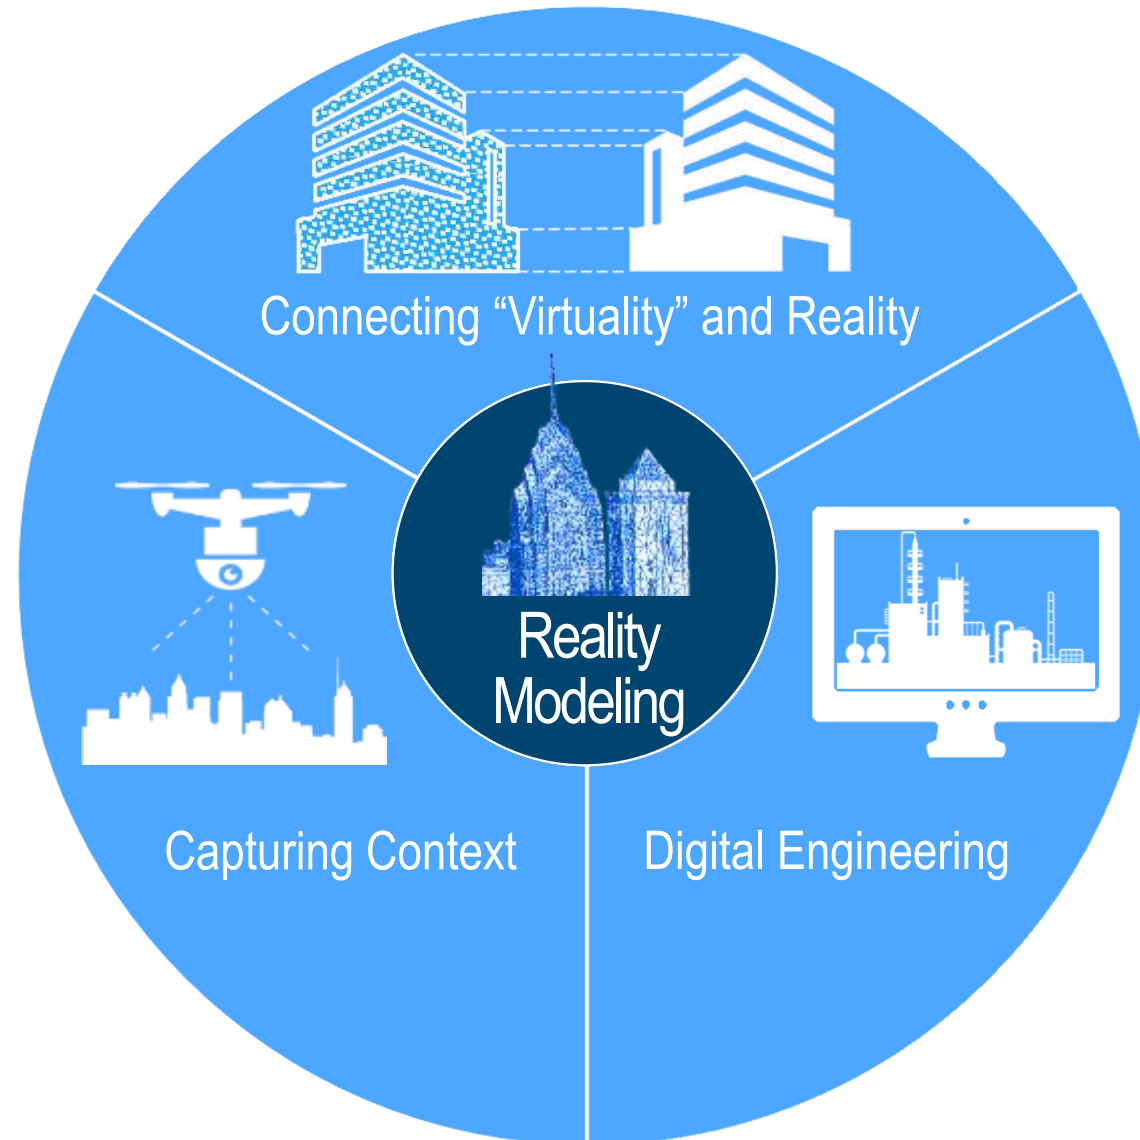 Connecting “Virtuality” and Reality
Reality
Modeling
Capturing Context
Digital Engineering